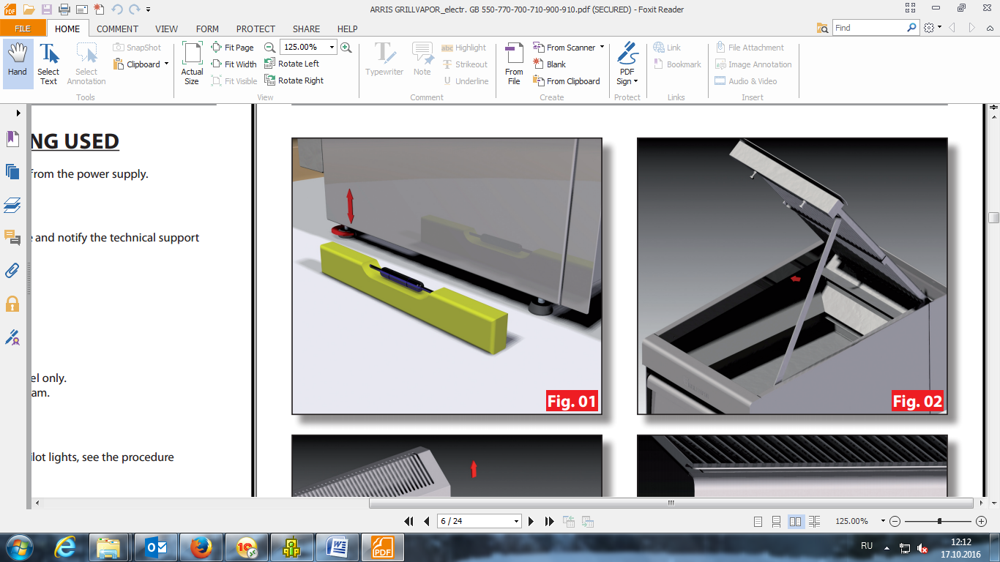 ARRIS GRILLVAPOR_electr. GB 550-770-700-710-900-910.pdf (SECURED) - Foxit Reader
FILE HOME COMMENT VIEW FORM PROTECT SHARE HELP
Find
Hand
Select Text
Select Annotation
SnapShot
Clipboard
Tools
Actual Size
Fit Page
Fit Width
Fit Visible
125.00%
Rotate Left
Rotate Right
View
Typewriter
Note
Highlight
Strikeout
Underline
Comment
From File
From Scanner
Blank
From Clipboard
Create
PDF Sign
Protect
Link
Bookmark
Links
File Attachment
Image Annotation
Audio & Video
Insert
NG USED
from the power supply.
and notify the technical support
el only.
am.
ilot lights, see the procedure
Fig. 01
Fig. 02
6 / 24
125.00%
RU
12:12
17.10.2016